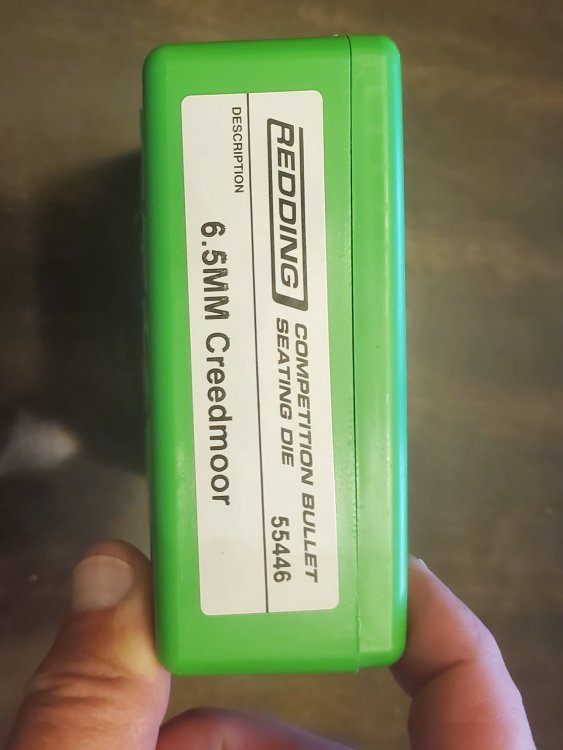 REDDING
COMPETITION BULLET
SEATING DIE
55446
DESCRIPTION
6.5MM Creedmoor